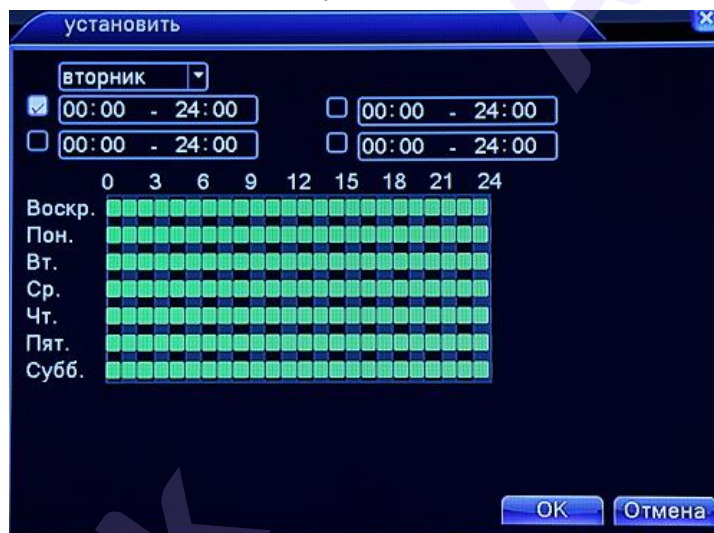 установить
вторник
00:00 - 24:00
00:00 - 24:00
00:00 - 24:00
00:00 - 24:00
0 3 6 9 12 15 18 21 24
Воскр.
Пон.
Вт.
Ср.
Чт.
Пят.
Субб.
OK
Отмена